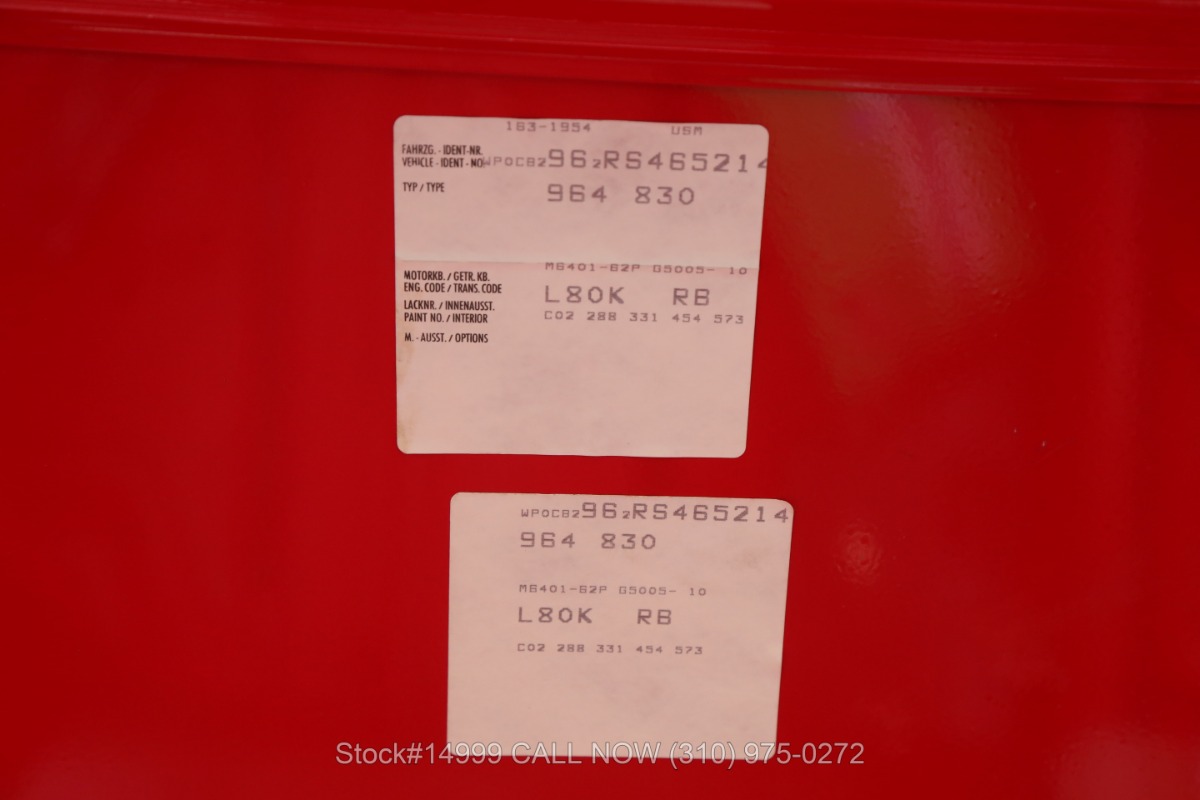 163-1954 USM
FAHRZG. - IDENT-NR.
VEHICLE - IDENT - NO. WP0CB2962RS465214
TYP / TYPE 964 830
M6401-62P G5005- 10
MOTORKB. / GETR. KB.
ENG. CODE / TRANS. CODE
L80K RB
LACKNR. / INNENAUSST.
PAINT NO. / INTERIOR
C02 288 331 454 573
M. - AUSST. / OPTIONS
WP0CB2962RS465214
964 830
M6401-62P G5005- 10
L80K RB
C02 288 331 454 573
Stock#14999 CALL NOW (310) 975-0272